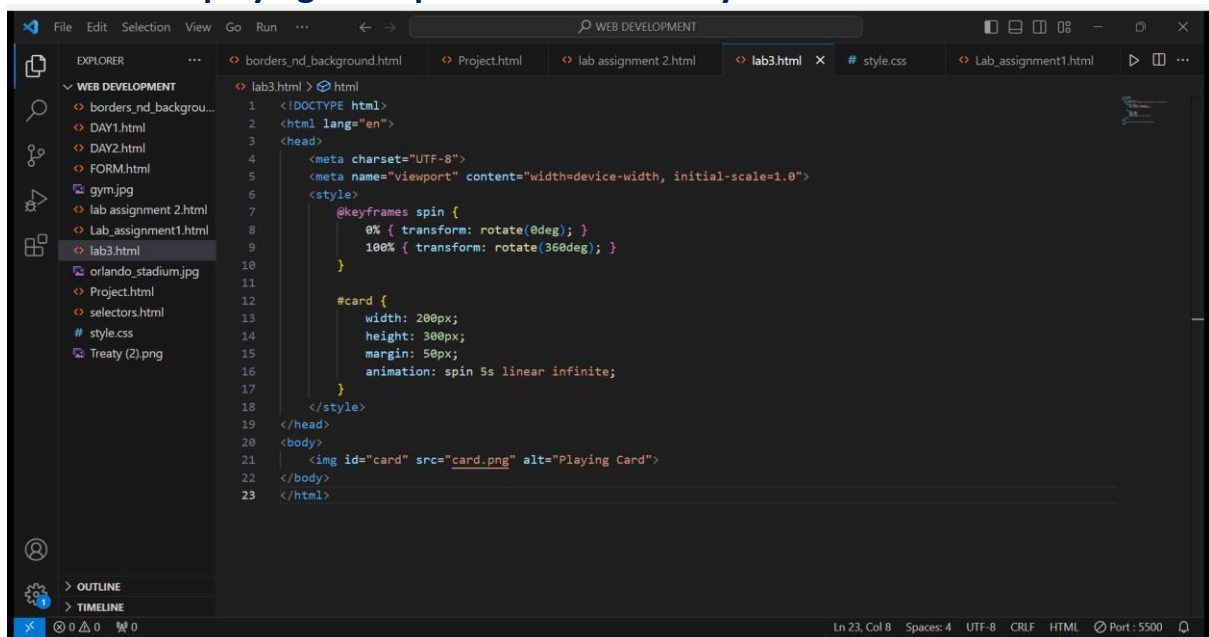 File Edit Selection View Go Run ... WEB DEVELOPMENT
EXPLORER ...
borders_nd_background.html Project.html lab assignment 2.html lab3.html # style.css Lab_assignment1.html ...
WEB DEVELOPMENT
borders_nd_backgrou...
DAY1.html
DAY2.html
FORM.html
gym.jpg
lab assignment 2.html
Lab_assignment1.html
lab3.html
orlando_stadium.jpg
Project.html
selectors.html
# style.css
Treaty (2).png
OUTLINE
TIMELINE
lab3.html > html
1 <!DOCTYPE html>
2 <html lang="en">
3 <head>
4 <meta charset="UTF-8">
5 <meta name="viewport" content="width=device-width, initial-scale=1.0">
6 <style>
7 @keyframes spin {
8 0% { transform: rotate(0deg); }
9 100% { transform: rotate(360deg); }
10 }
11
12 #card {
13 width: 200px;
14 height: 300px;
15 margin: 50px;
16 animation: spin 5s linear infinite;
17 }
18 </style>
19 </head>
20 <body>
21 <img id="card" src="card.png" alt="Playing Card">
22 </body>
23 </html>
1
0 0 0 Ln 23, Col 8 Spaces: 4 UTF-8 CRLF HTML Port : 5500